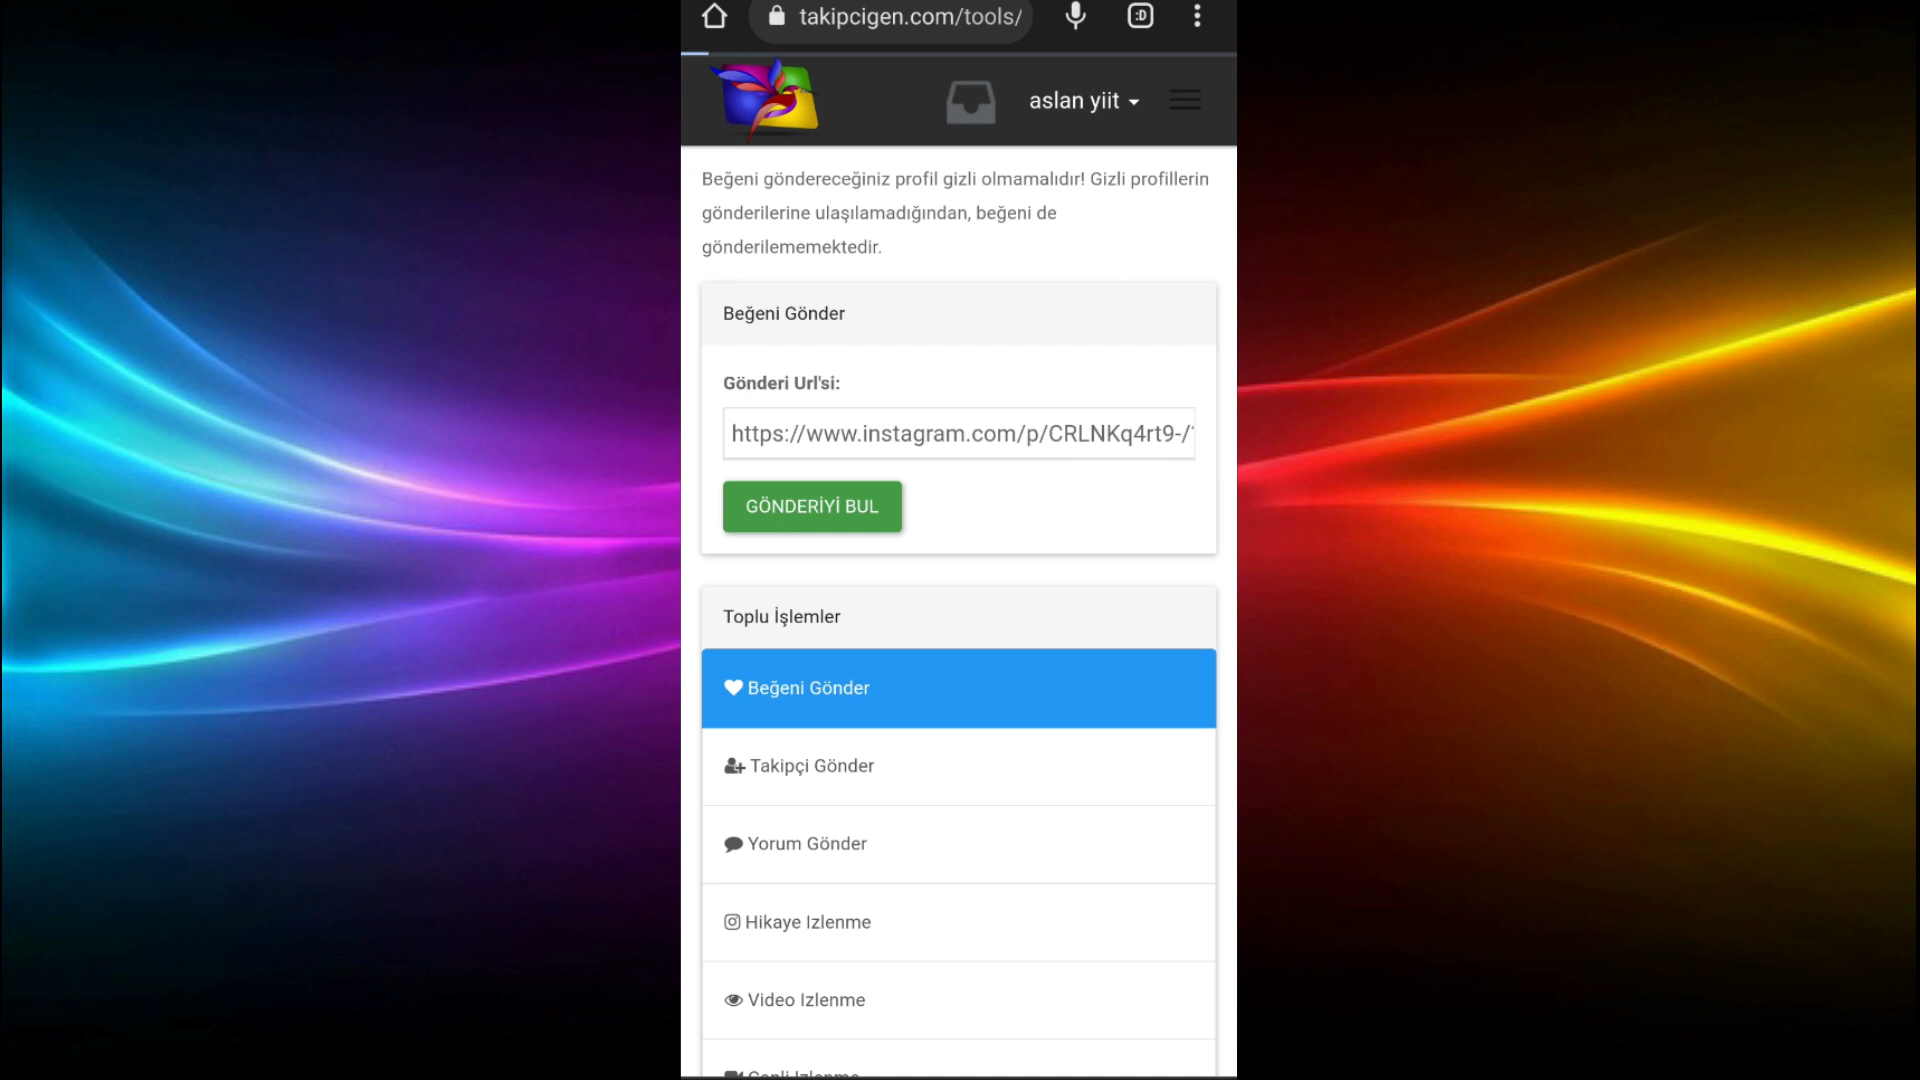 takipcigen.com/tools/
:D
aslan yiit
Beğeni göndereceğiniz profil gizli olmamalıdır! Gizli profillerin
gönderilerine ulaşılamadığından, beğeni de
gönderilememektedir.
Beğeni Gönder
Gönderi Url'si:
https://www.instagram.com/p/CRLNKq4rt9-/
GÖNDERİYİ BUL
Toplu İşlemler
Beğeni Gönder
Takipçi Gönder
Yorum Gönder
Hikaye Izlenme
Video Izlenme